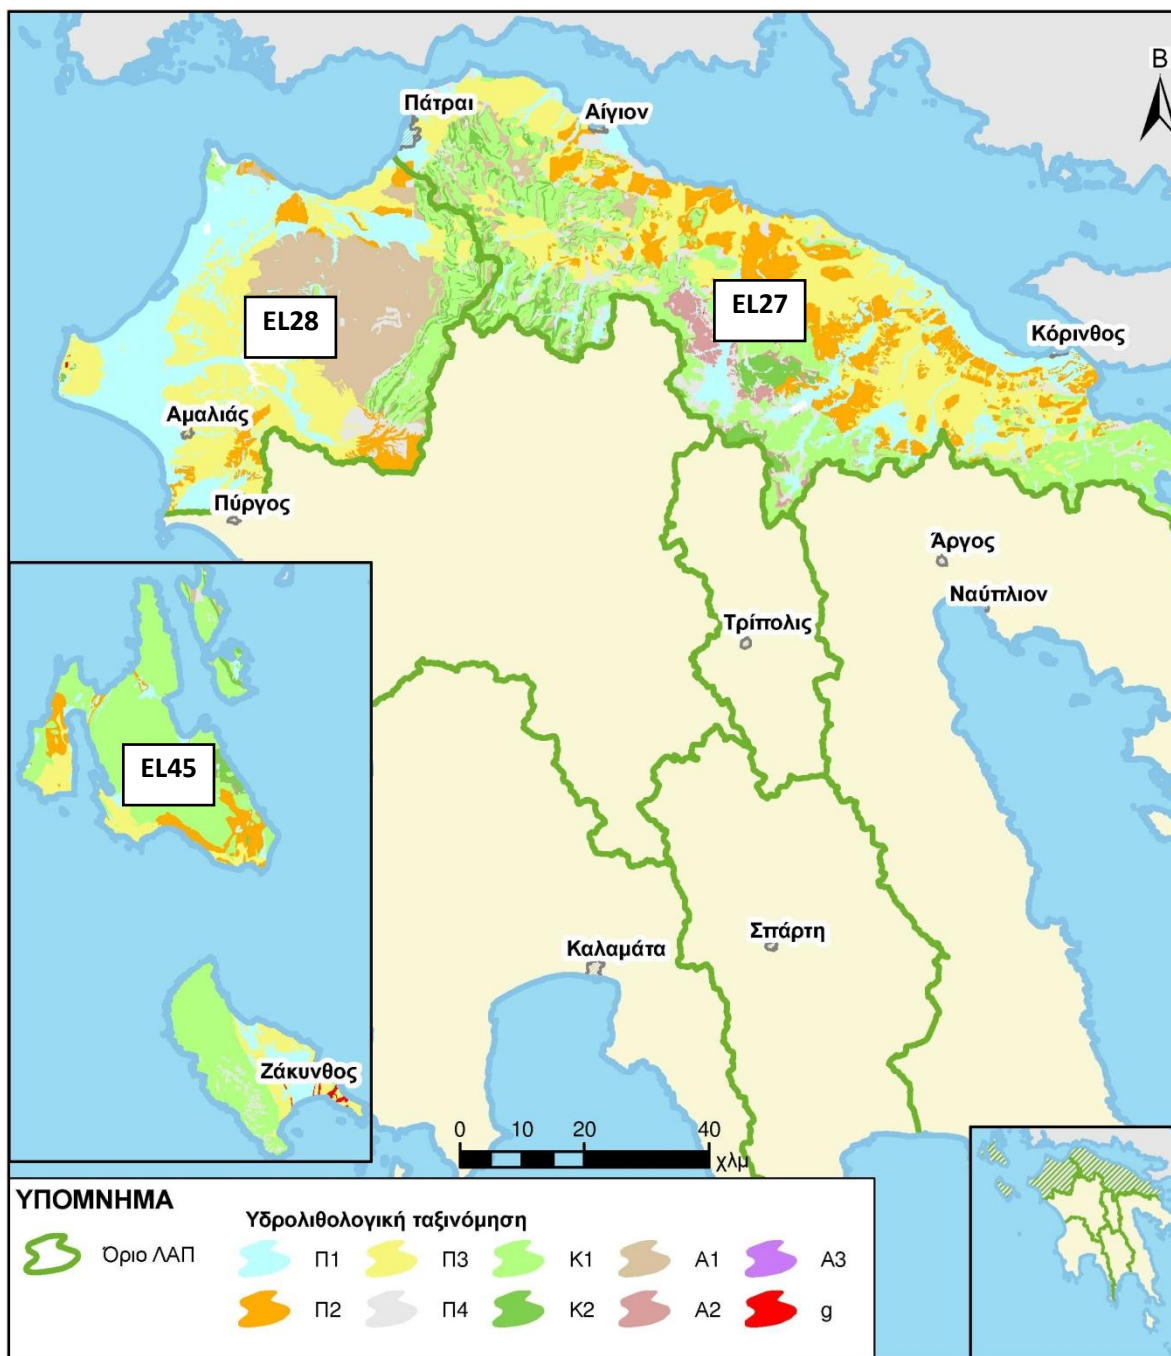 Β
Πάτραι
Αίγιον
EL28
EL27
Κόρινθος
Αμαλιάς
Πύργος
Άργος
Ναύπλιον
Τρίπολις
EL45
Σπάρτη
Καλαμάτα
Ζάκυνθος
0 10 20 40
χλμ
ΥΠΟΜΝΗΜΑ
Όριο ΛΑΠ
Υδρολιθολογική ταξινόμηση
Π1 Π3 Κ1 Α1 Α3
Π2 Π4 Κ2 Α2 g